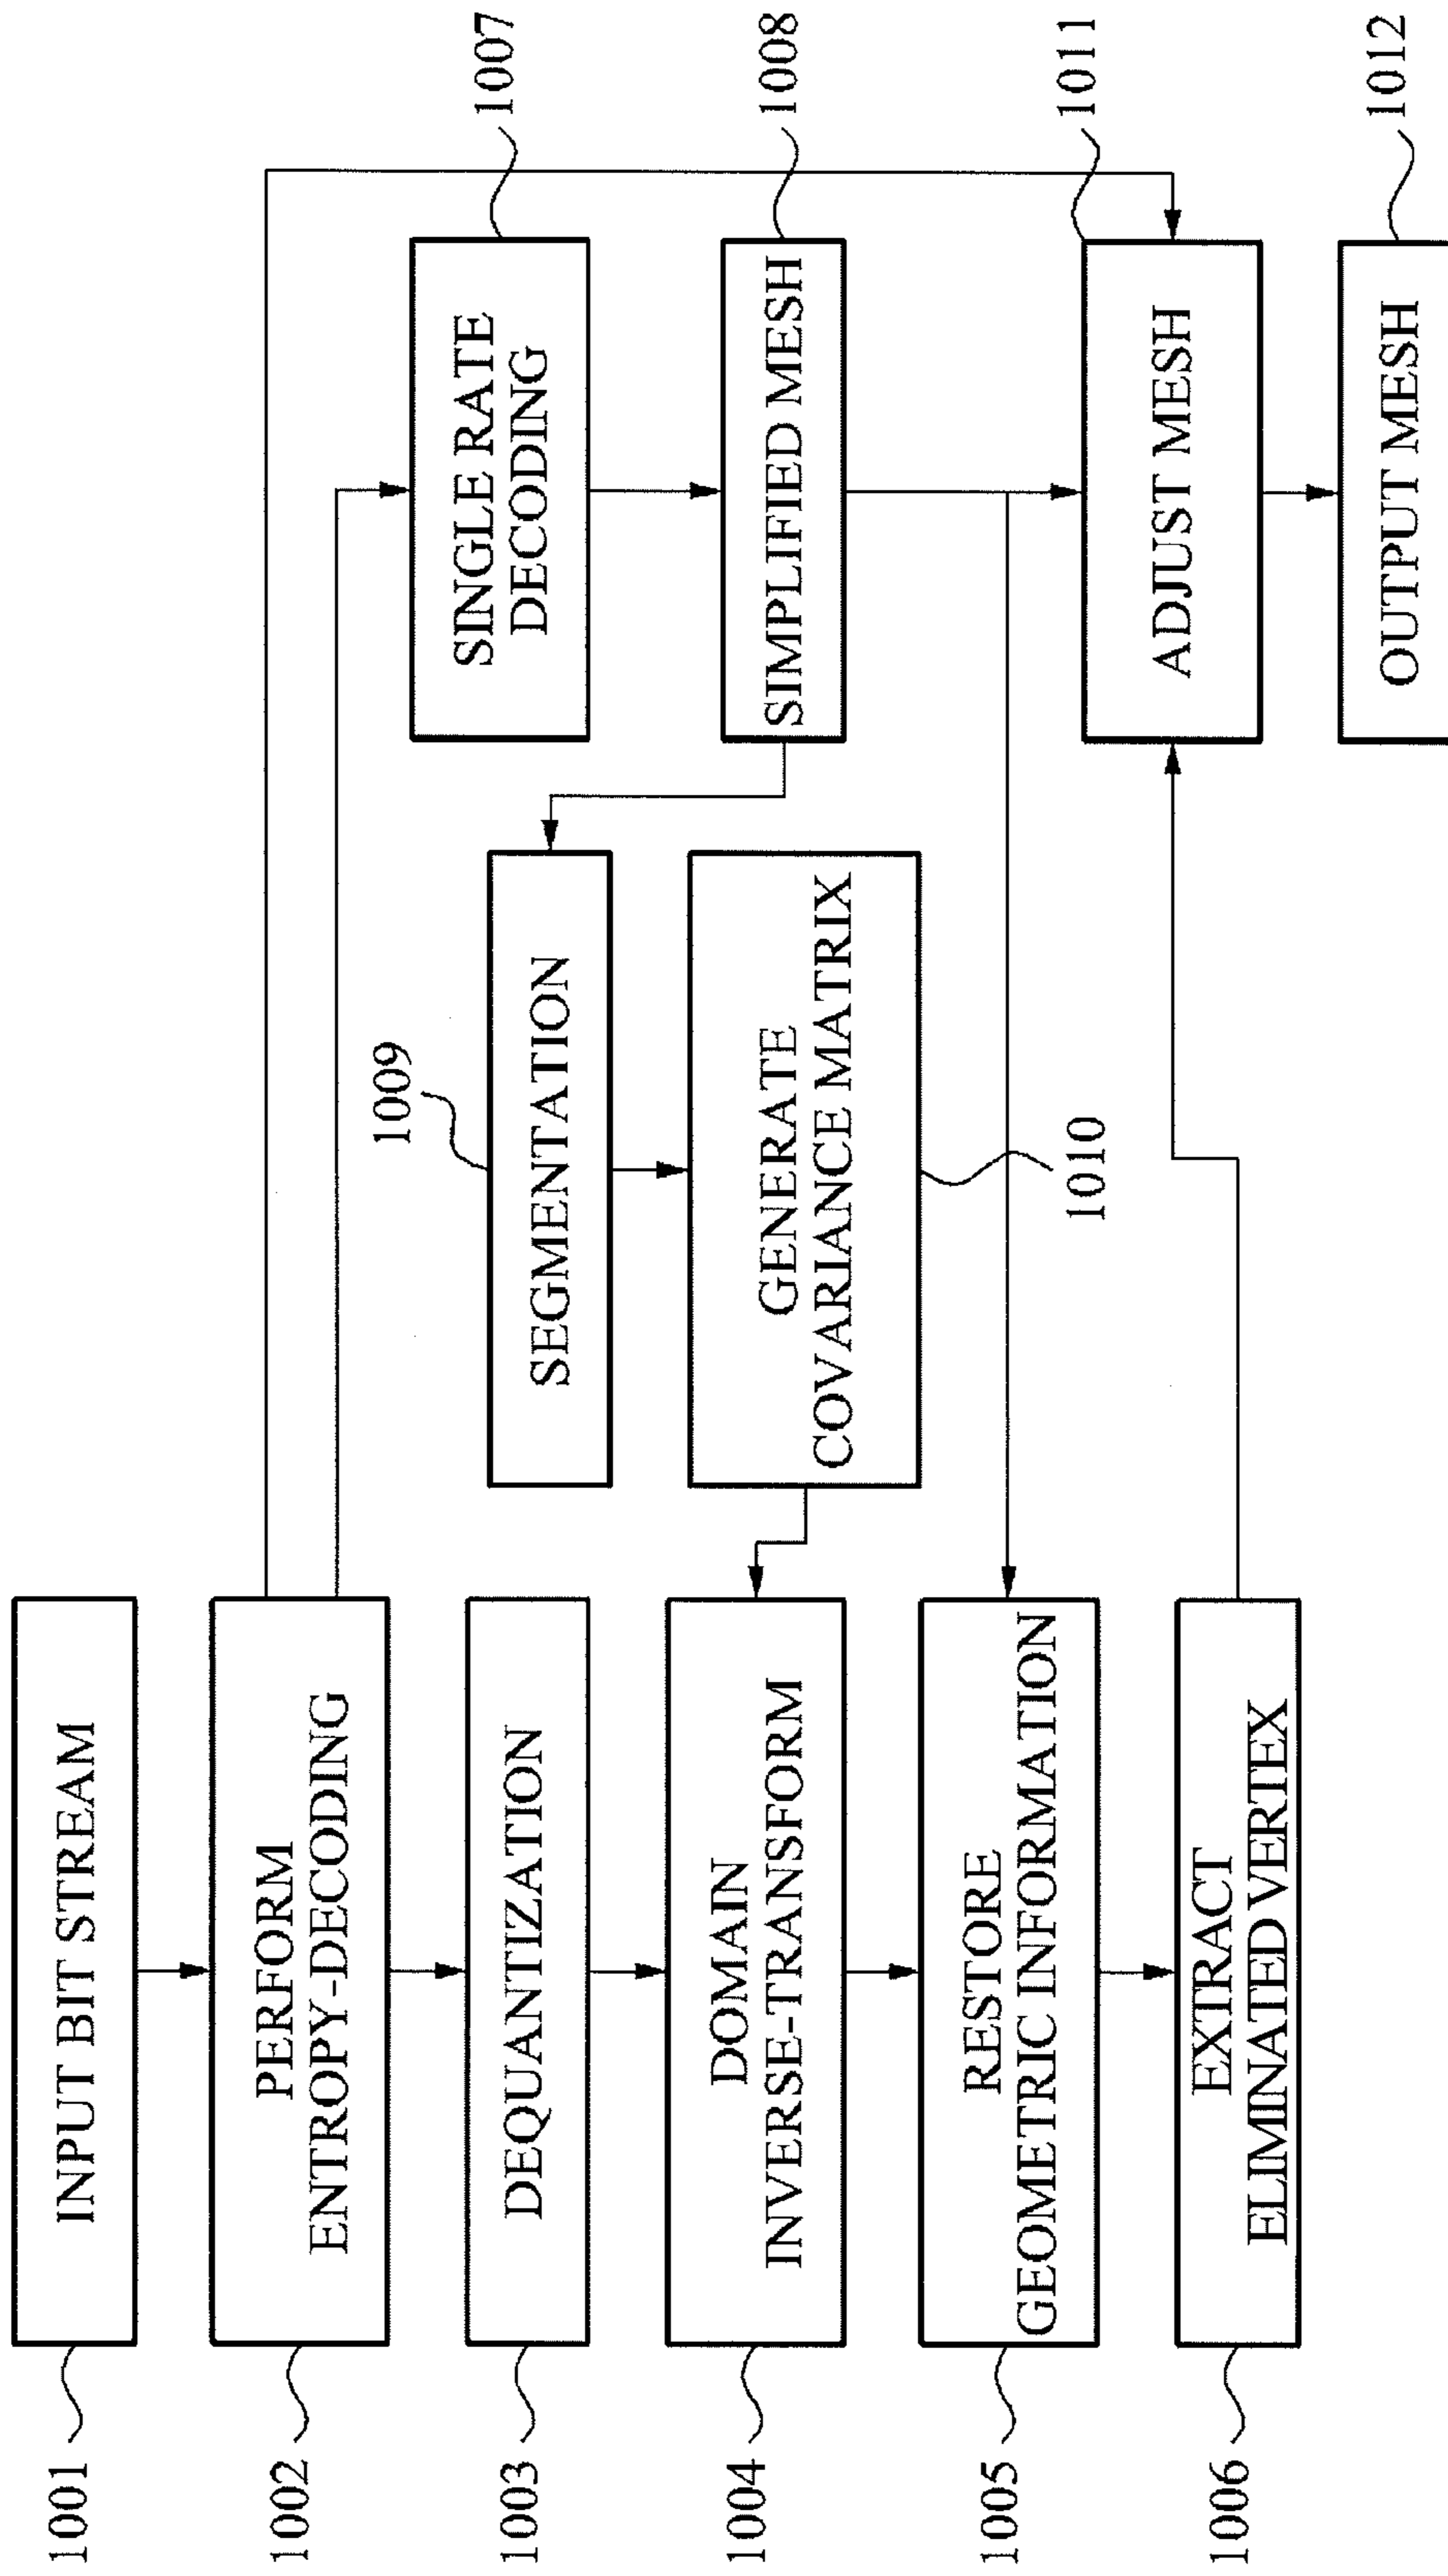 1001
INPUT BIT STREAM
1002
PERFORM
ENTROPY-DECODING
1003
DEQUANTIZATION
1004
DOMAIN
INVERSE-TRANSFORM
1005
RESTORE
GEOMETRIC INFORMATION
1006
EXTRACT
ELIMINATED VERTEX
1009
SEGMENTATION
GENERATE
COVARIANCE MATRIX
1010
SINGLE RATE
DECODING
1007
SIMPLIFIED MESH
1008
ADJUST MESH
1011
OUTPUT MESH
1012